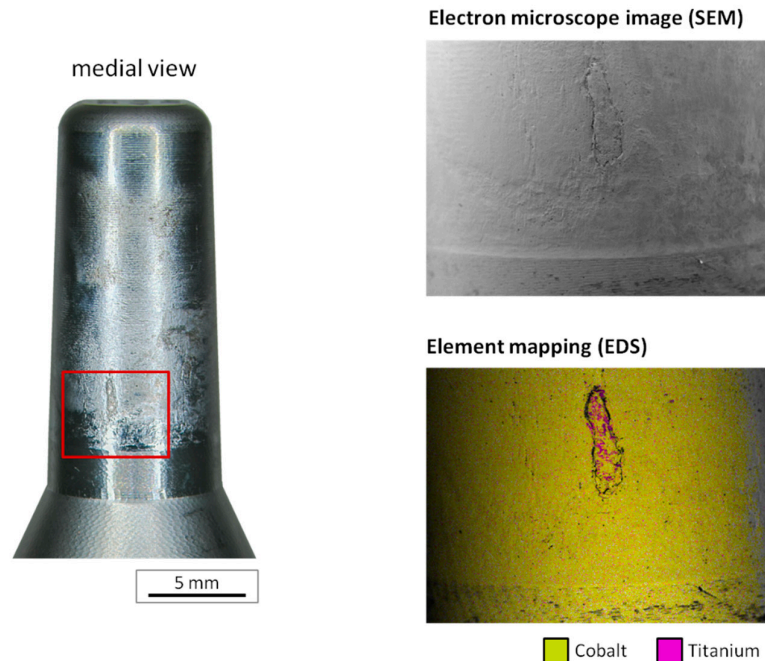 medial view
5 mm
Electron microscope image (SEM)
Element mapping (EDS)
Cobalt
Titanium